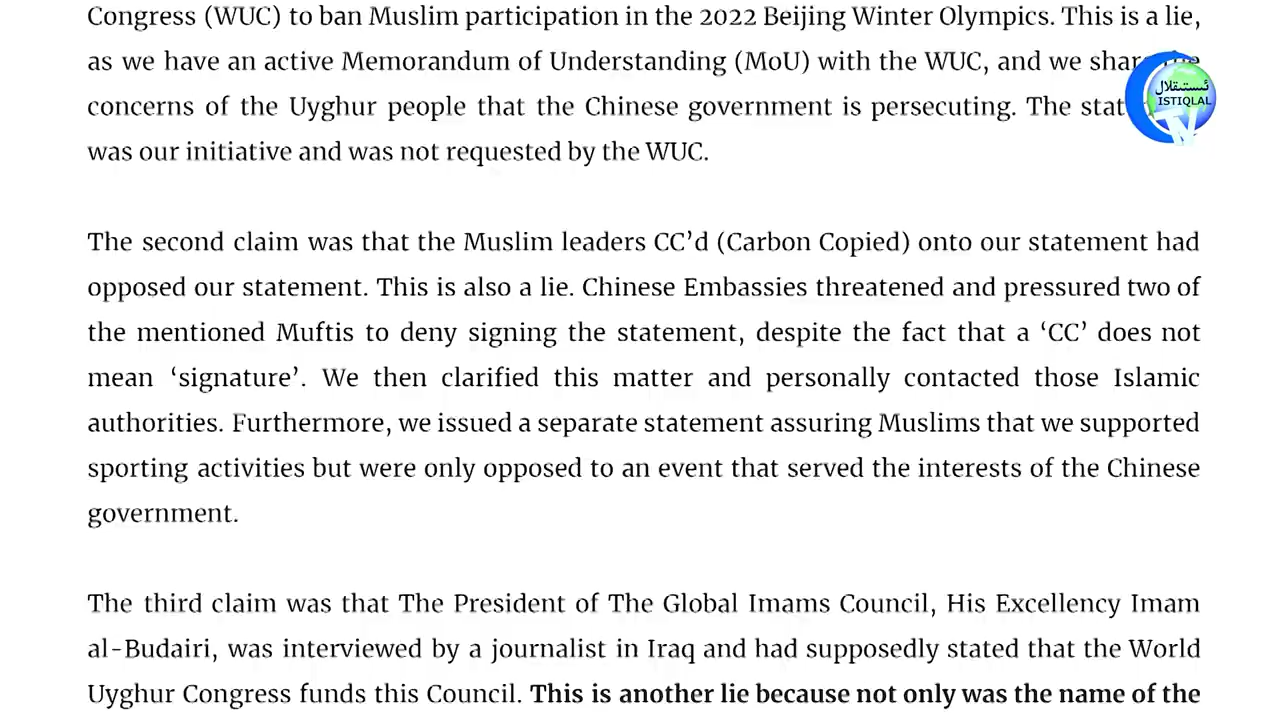 Congress (WUC) to ban Muslim participation in the 2022 Beijing Winter Olympics. This is a lie,
as we have an active Memorandum of Understanding (MoU) with the WUC, and we share the
concerns of the Uyghur people that the Chinese government is persecuting. The
was our initiative and was not requested by the WUC.
The second claim was that the Muslim leaders CC’d (Carbon Copied) onto our statement had
opposed our statement. This is also a lie. Chinese Embassies threatened and pressured two of
the mentioned Muftis to deny signing the statement, despite the fact that a ‘CC’ does not
mean ‘signature’. We then clarified this matter and personally contacted those Islamic
authorities. Furthermore, we issued a separate statement assuring Muslims that we supported
sporting activities but were only opposed to an event that served the interests of the Chinese
government.
The third claim was that The President of The Global Imams Council, His Excellency Imam
al-Budairi, was interviewed by a journalist in Iraq and had supposedly stated that the World
Uyghur Congress funds this Council. This is another lie because not only was the name of the
ئىستىقلال
ISTIQLAL
TV